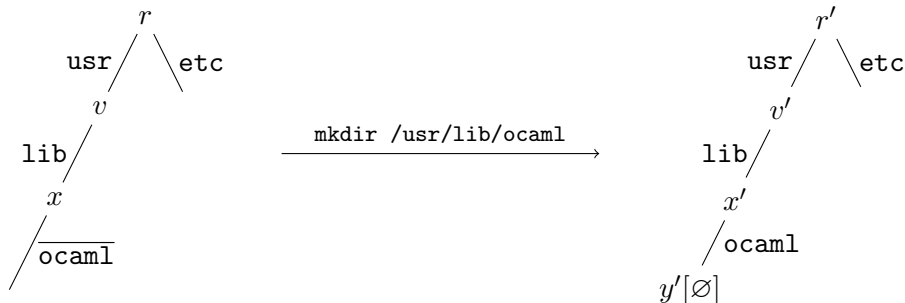 r
usr
etc
v
lib
x
ocaml
mkdir /usr/lib/ocaml
r′
usr
etc
v′
lib
x′
ocaml
y′[∅]